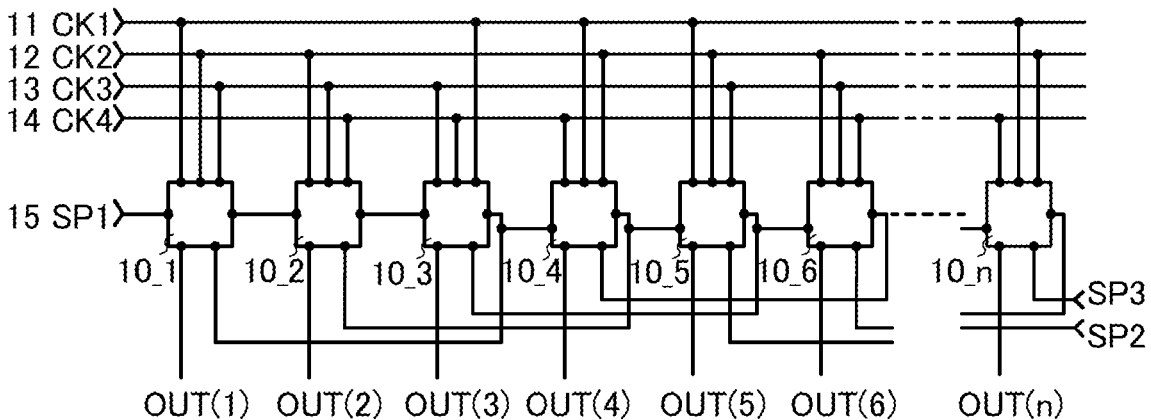 11 CK1
12 CK2
13 CK3
14 CK4
15 SP1
10_1
10_2
10_3
10_4
10_5
10_6
10_n
SP3
SP2
OUT(1) OUT(2) OUT(3) OUT(4) OUT(5) OUT(6) OUT(n)